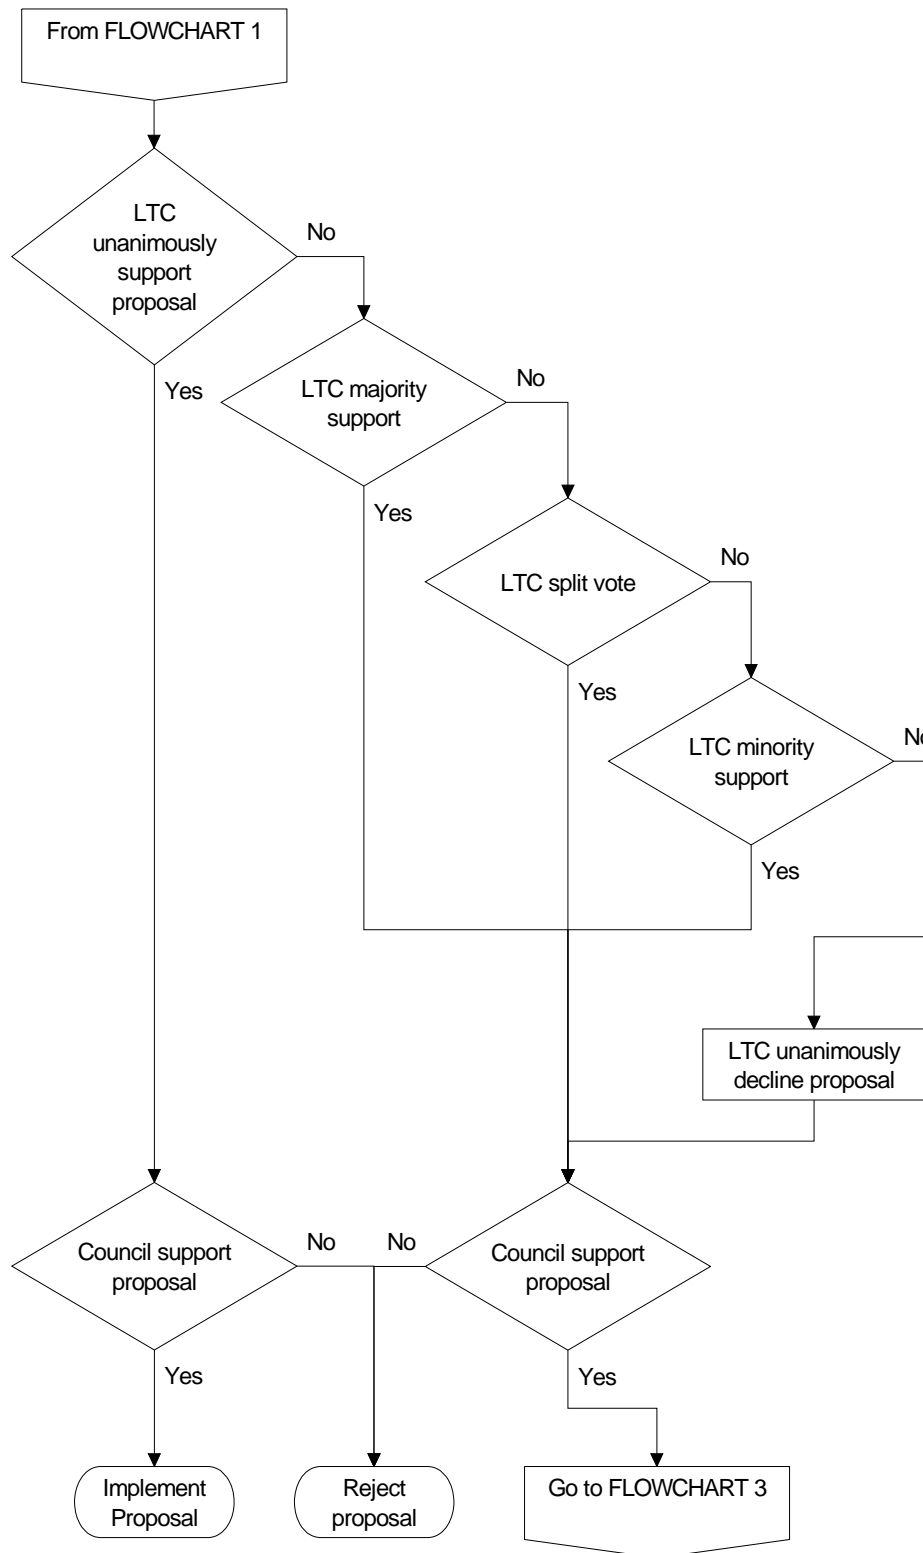 From FLOWCHART 1
LTC
unanimously
support
proposal
No
Yes
LTC majority
support
No
Yes
LTC split vote
No
Yes
LTC minority
support
No
Yes
LTC unanimously
decline proposal
Council support
proposal
No
No
Council support
proposal
Yes
Yes
Implement
Proposal
Reject
proposal
Go to FLOWCHART 3